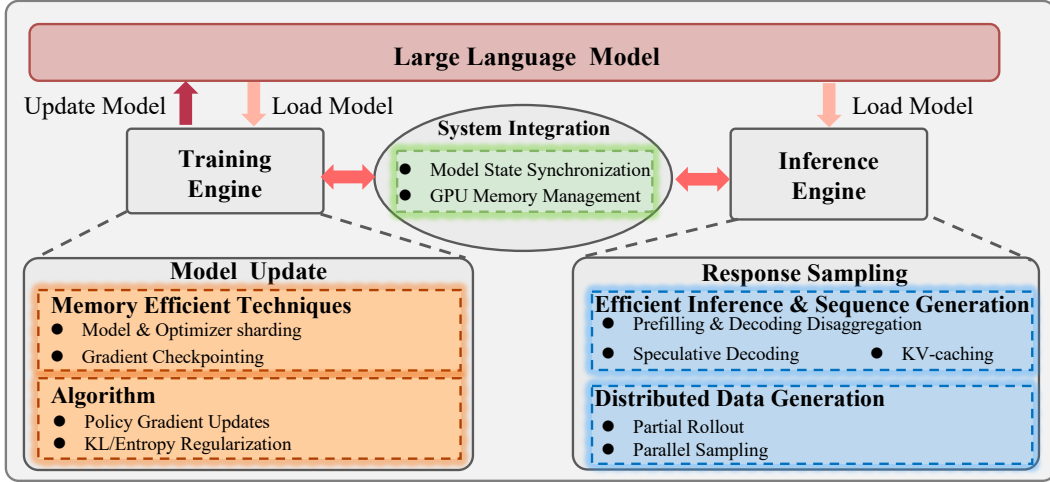 Large Language Model
Update Model
Load Model
Load Model
Training
Engine
System Integration
● Model State Synchronization
● GPU Memory Management
Inference
Engine
Model Update
Memory Efficient Techniques
● Model & Optimizer sharding
● Gradient Checkpointing
Algorithm
● Policy Gradient Updates
● KL/Entropy Regularization
Response Sampling
Efficient Inference & Sequence Generation
● Prefilling & Decoding Disaggregation
● Speculative Decoding ● KV-caching
Distributed Data Generation
● Partial Rollout
● Parallel Sampling